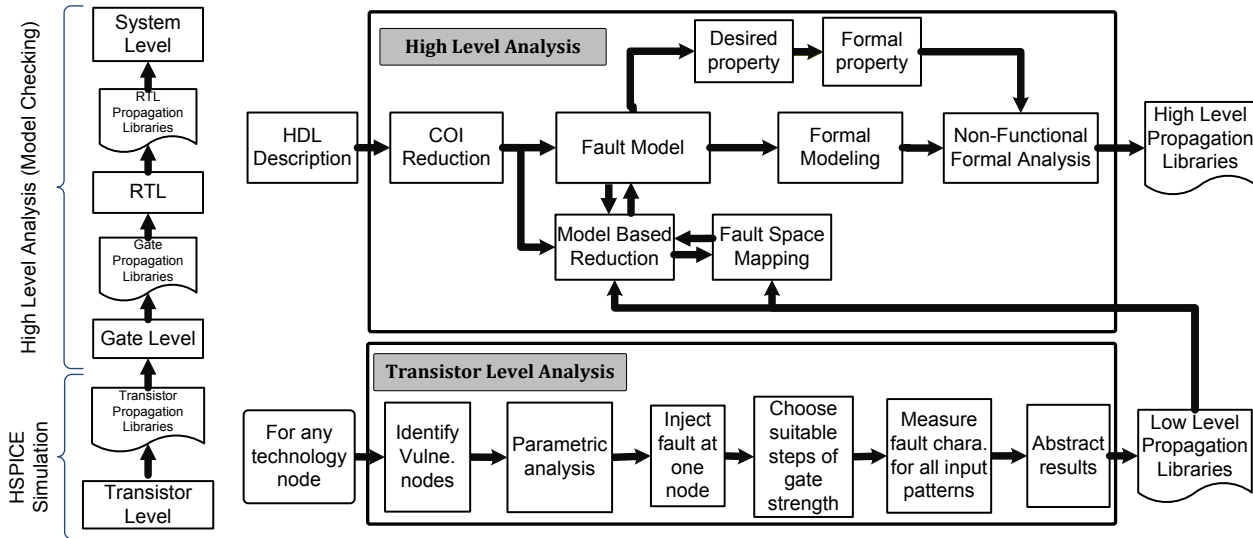 High Level Analysis (Model Checking)
HSPICE
Simulation
System
Level
RTL
Propagation
Libraries
RTL
Gate
Propagation
Libraries
Gate Level
Transistor
Propagation
Libraries
Transistor
Level
High Level Analysis
Desired
property
Formal
property
HDL
Description
COI
Reduction
Fault Model
Formal
Modeling
Non-Functional
Formal Analysis
High Level
Propagation
Libraries
Model Based
Reduction
Fault Space
Mapping
Transistor Level Analysis
For any
technology
node
Identify
Vulne.
nodes
Parametric
analysis
Inject
fault at
one
node
Choose
suitable
steps of
gate
strength
Measure
fault chara.
for all input
patterns
Abstract
results
Low Level
Propagation
Libraries